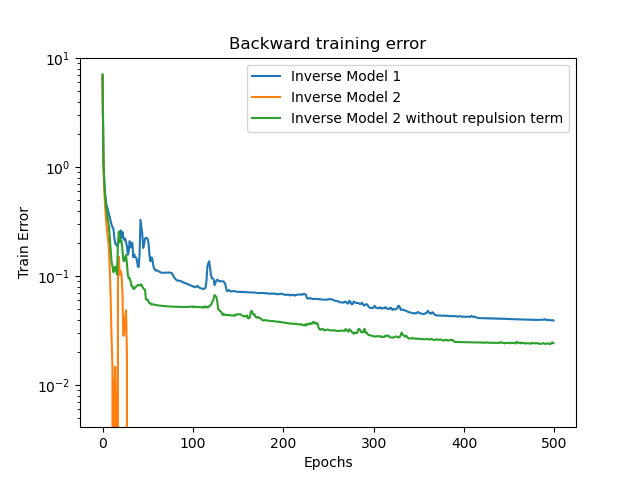 Backward training error
Inverse Model 1
Inverse Model 2
Inverse Model 2 without repulsion term
Train Error
10^1
10^0
10^-1
10^-2
0 100 200 300 400 500
Epochs